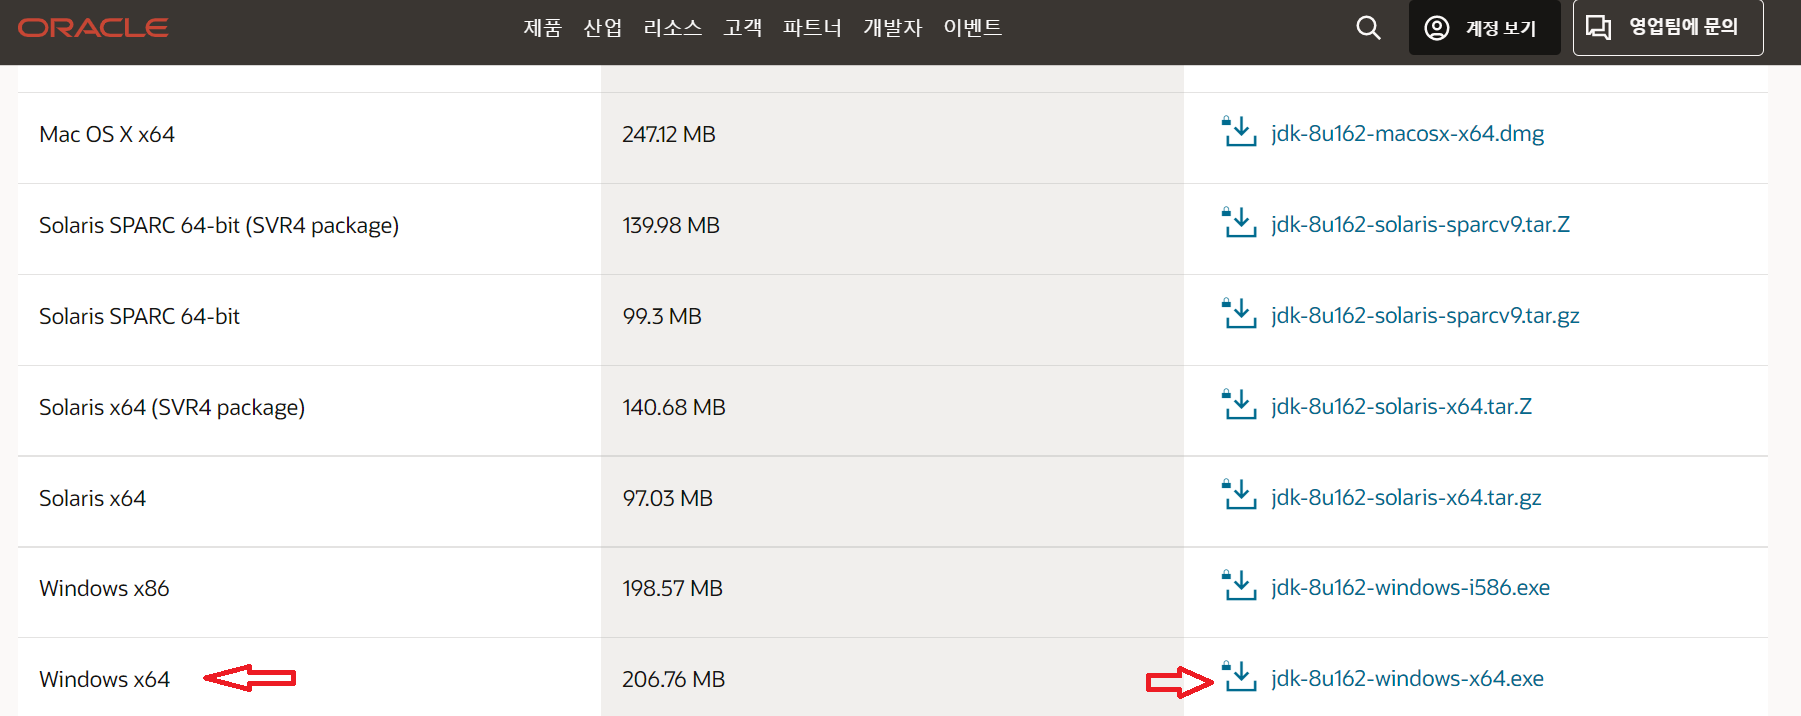 ORACLE 제품 산업 리소스 고객 파트너 개발자 이벤트 계정 보기 영업팀에 문의
Mac OS X x64 247.12 MB jdk-8u162-macosx-x64.dmg
Solaris SPARC 64-bit (SVR4 package) 139.98 MB jdk-8u162-solaris-sparcv9.tar.Z
Solaris SPARC 64-bit 99.3 MB jdk-8u162-solaris-sparcv9.tar.gz
Solaris x64 (SVR4 package) 140.68 MB jdk-8u162-solaris-x64.tar.Z
Solaris x64 97.03 MB jdk-8u162-solaris-x64.tar.gz
Windows x86 198.57 MB jdk-8u162-windows-i586.exe
Windows x64 206.76 MB jdk-8u162-windows-x64.exe